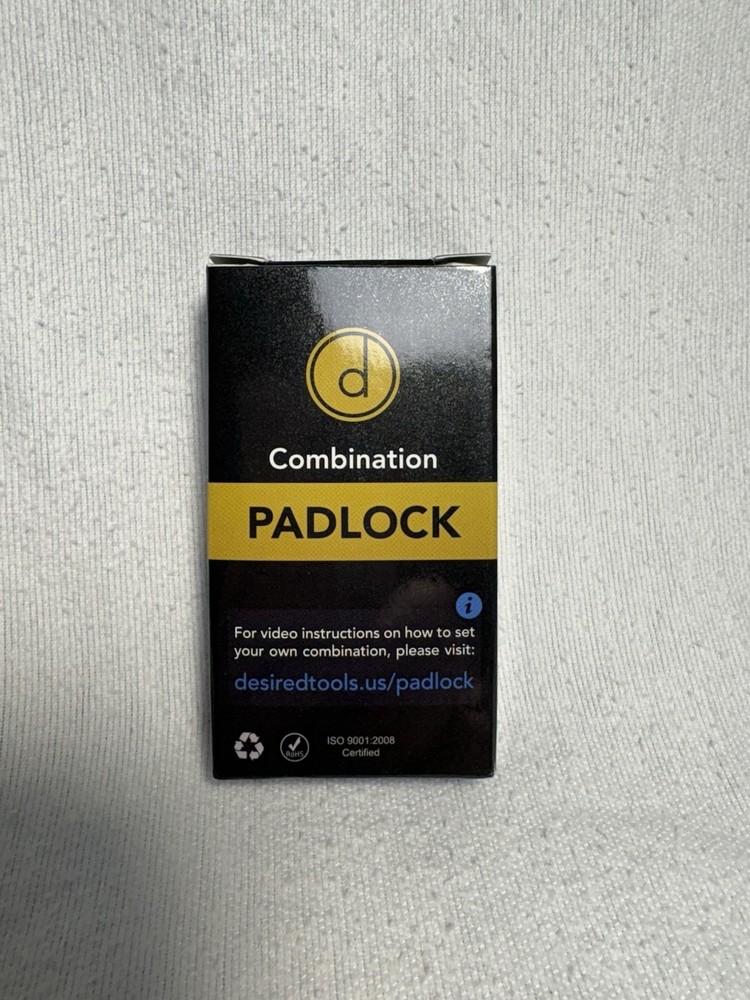 d
Combination
PADLOCK
i
For video instructions on how to set
your own combination, please visit:
desiredtools.us/padlock
RoHS
ISO 9001:2008
Certified